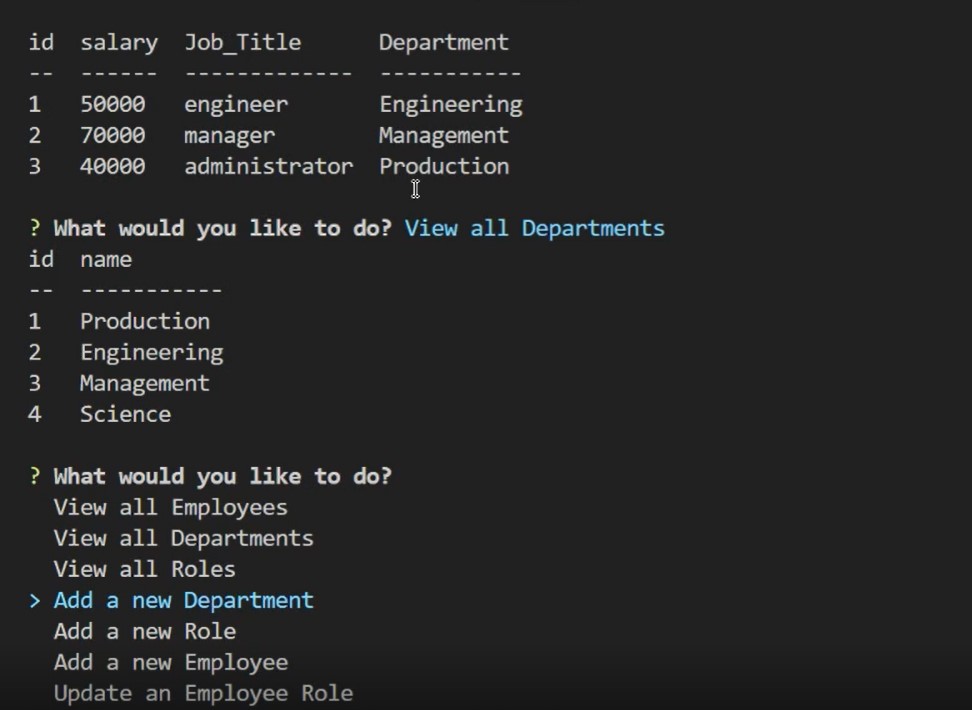 id  salary  Job_Title      Department
--  ------  -------------  -----------
1   50000   engineer       Engineering
2   70000   manager        Management
3   40000   administrator  Production
? What would you like to do? View all Departments
id  name
--  -----------
1   Production
2   Engineering
3   Management
4   Science
? What would you like to do?
  View all Employees
  View all Departments
  View all Roles
> Add a new Department
  Add a new Role
  Add a new Employee
  Update an Employee Role